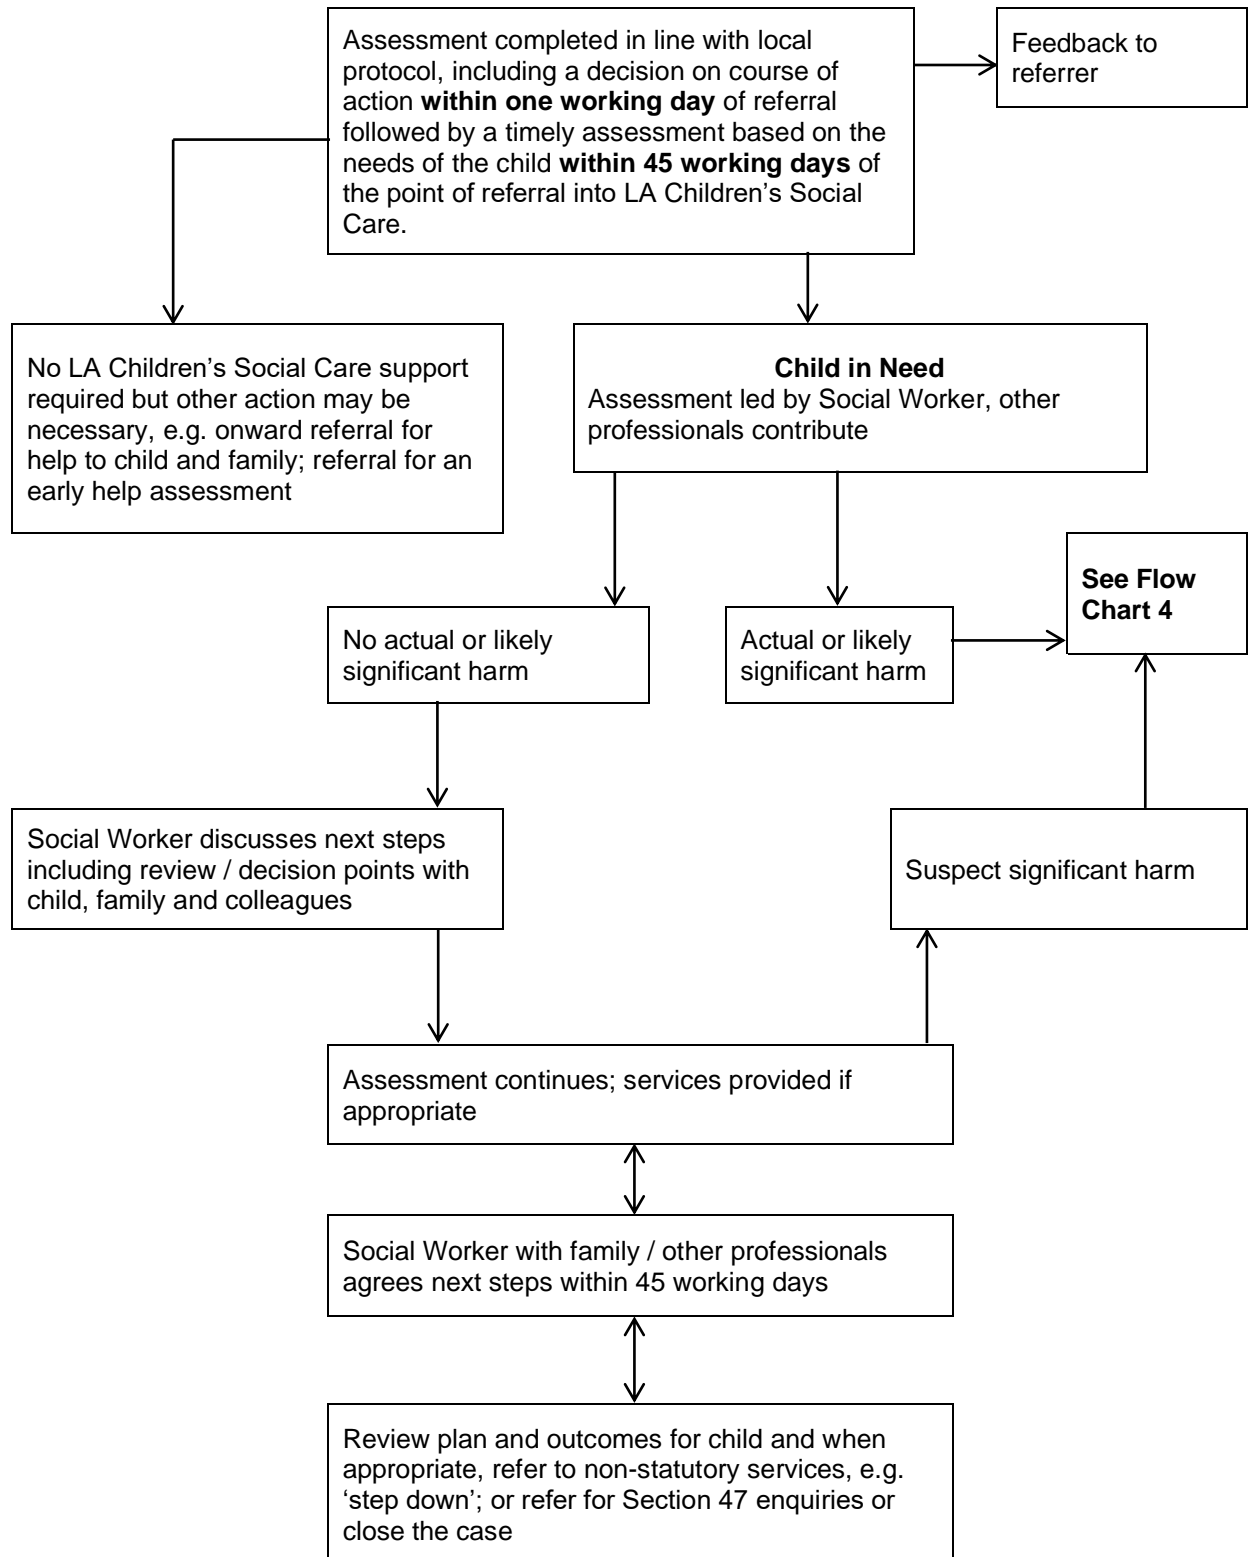 Assessment completed in line with local
protocol, including a decision on course of
action within one working day of referral
followed by a timely assessment based on the
needs of the child within 45 working days of
the point of referral into LA Children's Social
Care.
Feedback to
referrer
No LA Children's Social Care support
required but other action may be
necessary, e.g. onward referral for
help to child and family; referral for an
early help assessment
Child in Need
Assessment led by Social Worker, other
professionals contribute
See Flow
Chart 4
No actual or likely
significant harm
Actual or likely
significant harm
Social Worker discusses next steps
including review / decision points with
child, family and colleagues
Suspect significant harm
Assessment continues; services provided if
appropriate
Social Worker with family / other professionals
agrees next steps within 45 working days
Review plan and outcomes for child and when
appropriate, refer to non-statutory services, e.g.
‘step down’; or refer for Section 47 enquiries or
close the case